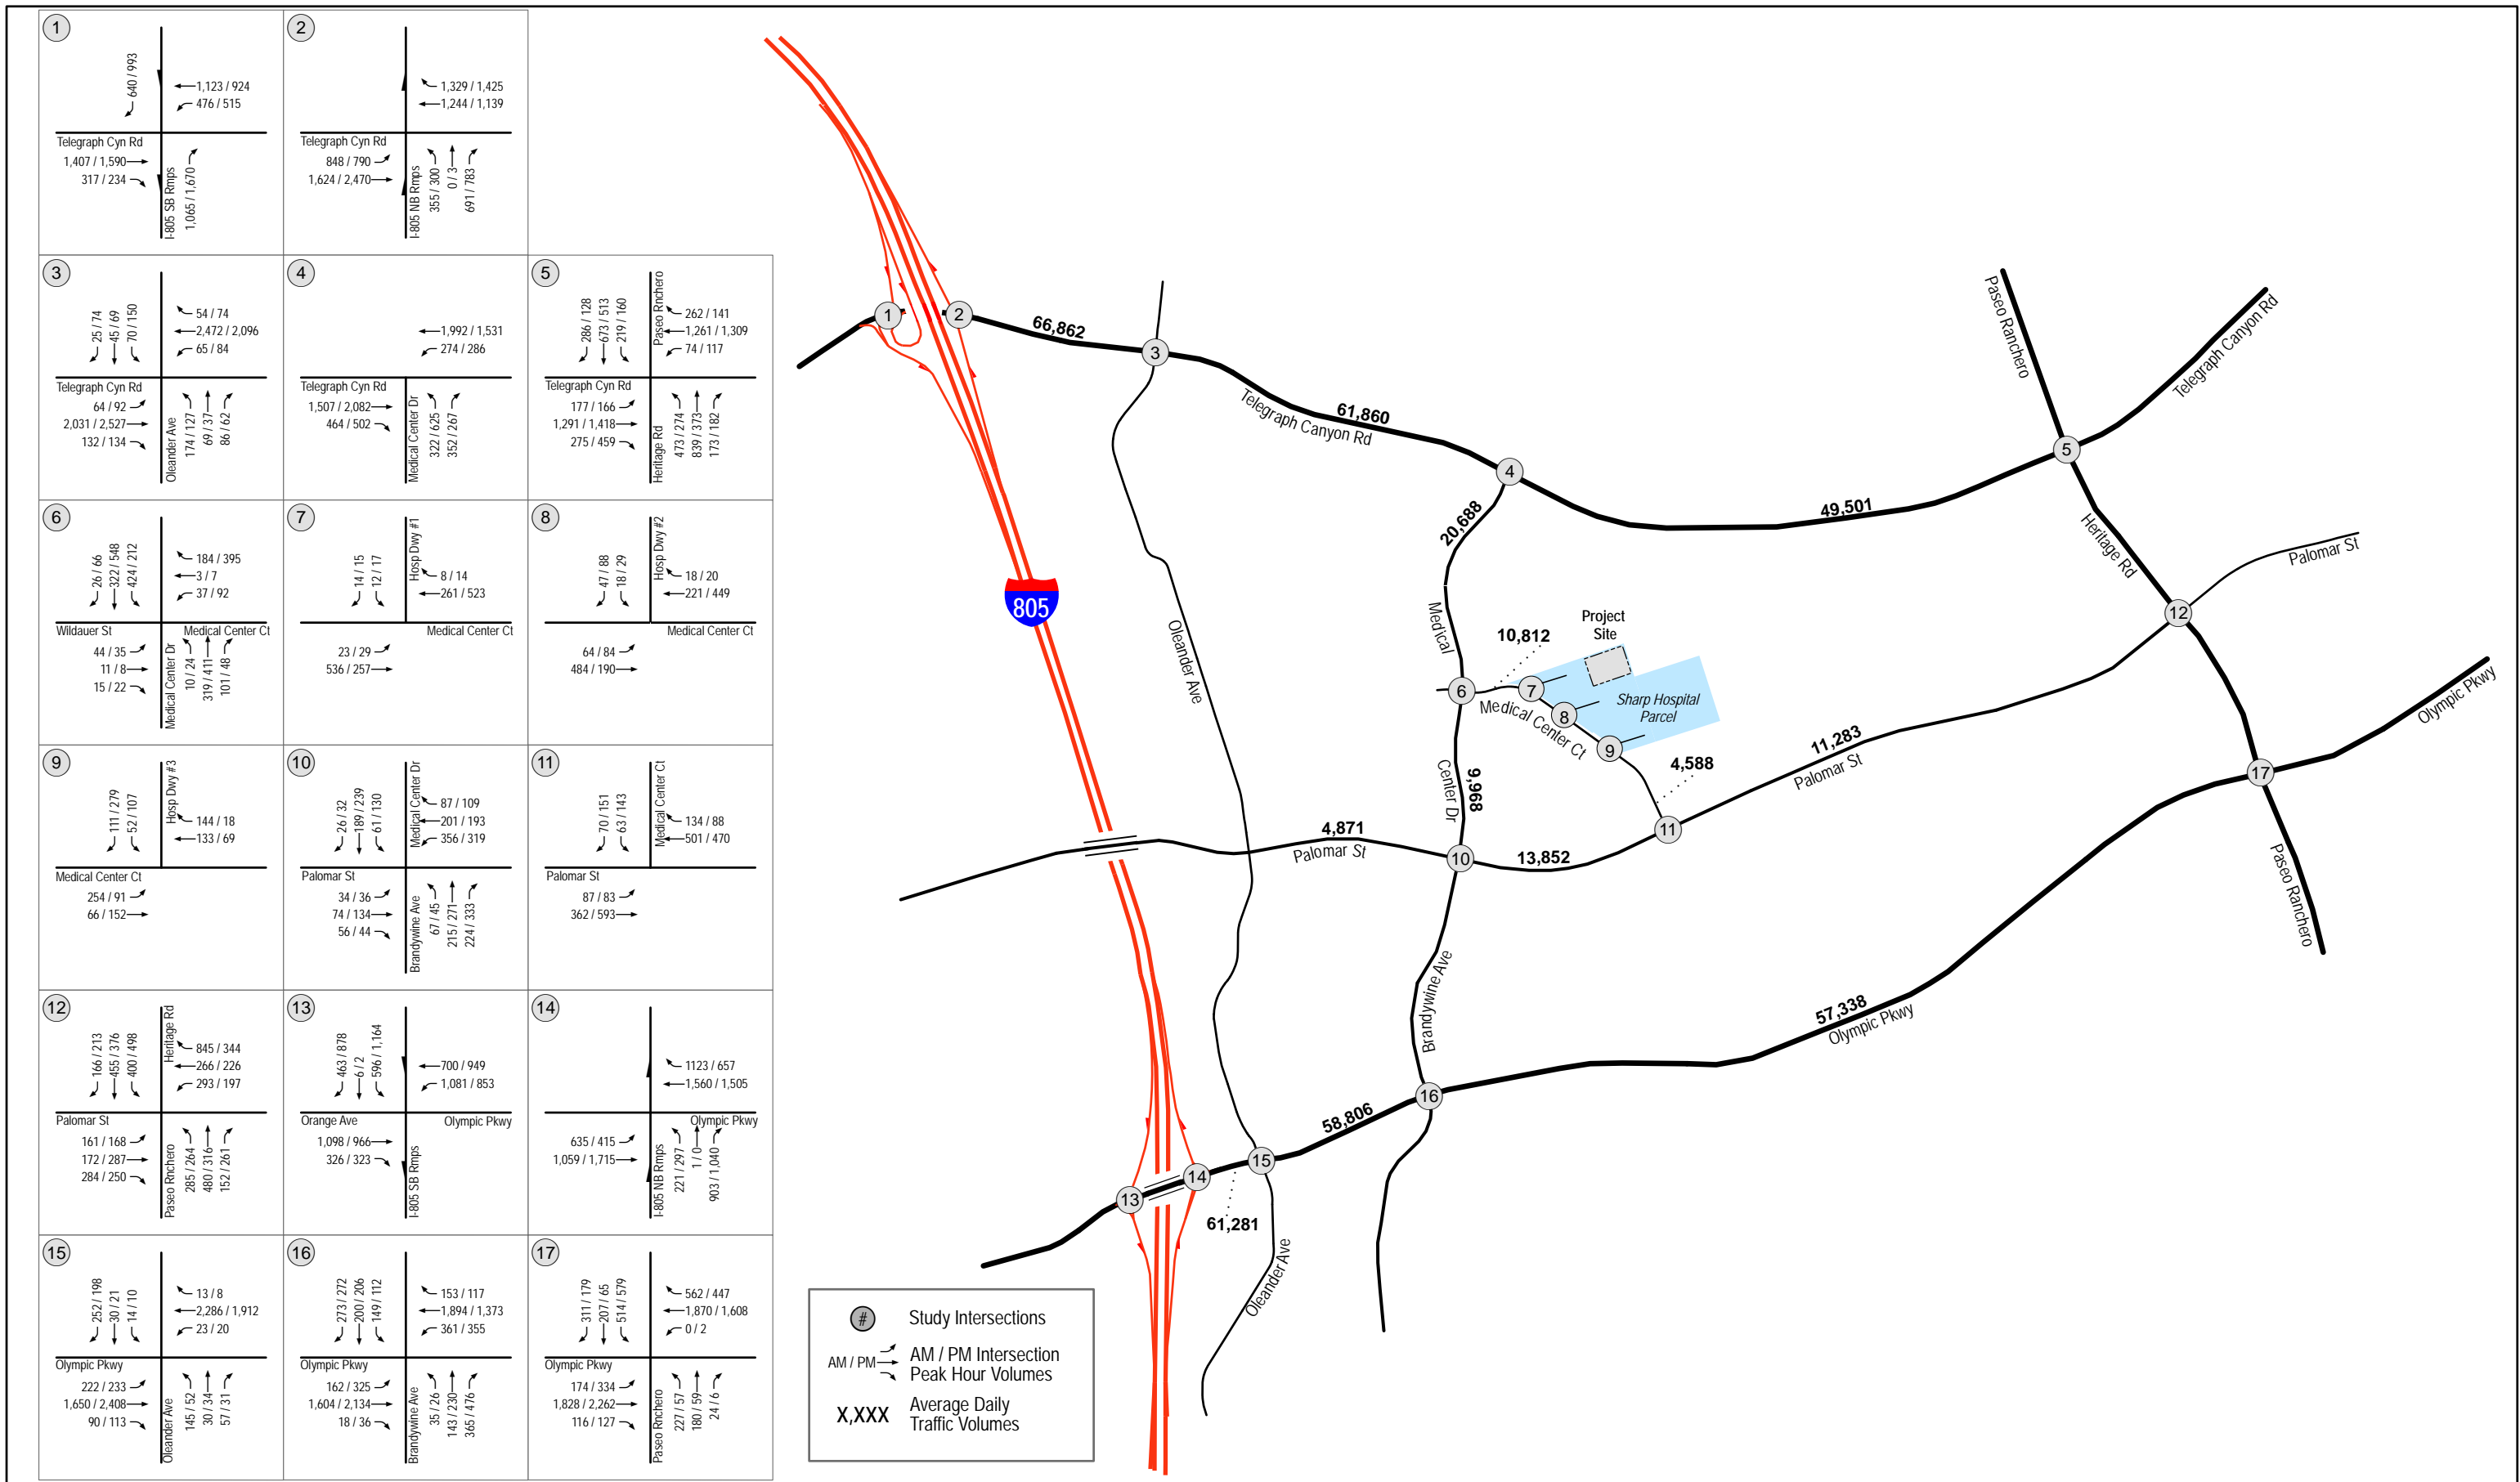 1
640 / 993
1,123 / 924
476 / 515
Telegraph Cyn Rd
1,407 / 1,590
317 / 234
I-805 SB Rmps
1,065 / 1,670
2
1,329 / 1,425
1,244 / 1,139
Telegraph Cyn Rd
848 / 790
1,624 / 2,470
I-805 NB Rmps
355 / 300
0 / 3
691 / 783
3
25 / 74
45 / 69
70 / 150
54 / 74
2,472 / 2,096
65 / 84
Telegraph Cyn Rd
64 / 92
2,031 / 2,527
132 / 134
Oleander Ave
174 / 127
69 / 37
86 / 62
4
1,992 / 1,531
274 / 286
Telegraph Cyn Rd
1,507 / 2,082
464 / 502
Medical Center Dr
322 / 625
352 / 267
5
286 / 128
673 / 513
219 / 160
Paseo Rnchero
262 / 141
1,261 / 1,309
74 / 117
Telegraph Cyn Rd
177 / 166
1,291 / 1,418
275 / 459
Heritage Rd
473 / 274
839 / 373
173 / 182
6
26 / 66
322 / 548
424 / 212
184 / 395
3 / 7
37 / 92
Wildauer St
Medical Center Ct
44 / 35
11 / 8
15 / 22
Medical Center Dr
10 / 24
319 / 411
101 / 48
7
14 / 15
12 / 17
Hosp Dwy #1
8 / 14
261 / 523
Medical Center Ct
23 / 29
536 / 257
8
47 / 88
18 / 29
Hosp Dwy #2
18 / 20
221 / 449
Medical Center Ct
64 / 84
484 / 190
9
111 / 279
52 / 107
Hosp Dwy #3
144 / 18
133 / 69
Medical Center Ct
254 / 91
66 / 152
10
26 / 32
189 / 239
61 / 130
Medical Center Dr
87 / 109
201 / 193
356 / 319
Palomar St
34 / 36
74 / 134
56 / 44
Brandywine Ave
67 / 45
215 / 271
224 / 333
11
70 / 151
63 / 143
Medical Center Ct
134 / 88
501 / 470
Palomar St
87 / 83
362 / 593
12
166 / 213
455 / 376
400 / 498
Heritage Rd
845 / 344
266 / 226
293 / 197
Palomar St
161 / 168
172 / 287
284 / 250
Paseo Rnchero
285 / 264
480 / 316
152 / 261
13
463 / 878
6 / 2
596 / 1,164
700 / 949
1,081 / 853
Orange Ave
Olympic Pkwy
1,098 / 966
326 / 323
I-805 SB Rmps
14
1123 / 657
1,560 / 1,505
Olympic Pkwy
635 / 415
1,059 / 1,715
I-805 NB Rmps
221 / 297
1 / 0
903 / 1,040
15
252 / 198
30 / 21
14 / 10
13 / 8
2,286 / 1,912
23 / 20
Olympic Pkwy
222 / 233
1,650 / 2,408
90 / 113
Oleander Ave
145 / 52
30 / 34
57 / 31
16
273 / 272
200 / 206
149 / 112
153 / 117
1,894 / 1,373
361 / 355
Olympic Pkwy
162 / 325
1,604 / 2,134
18 / 36
Brandywine Ave
35 / 26
143 / 230
365 / 476
17
311 / 179
207 / 65
514 / 579
562 / 447
1,870 / 1,608
0 / 2
Olympic Pkwy
174 / 334
1,828 / 2,262
116 / 127
Paseo Rnchero
227 / 57
180 / 59
24 / 6
1
2
66,862
3
Telegraph Canyon Rd
61,860
4
49,501
5
Paseo Ranchero
Telegraph Canyon Rd
Heritage Rd
Palomar St
12
805
Oleander Ave
20,688
Medical
10,812
Project
Site
6
7
8
9
Sharp Hospital
Parcel
Medical Center Ct
4,588
11,283
Palomar St
Center Dr
9,968
4,871
Palomar St
10
13,852
11
17
Olympic Pkwy
Paseo Ranchero
Brandywine Ave
57,338
Olympic Pkwy
16
58,806
15
14
13
61,281
Oleander Ave
# Study Intersections
AM / PM AM / PM Intersection
Peak Hour Volumes
X,XXX Average Daily
Traffic Volumes